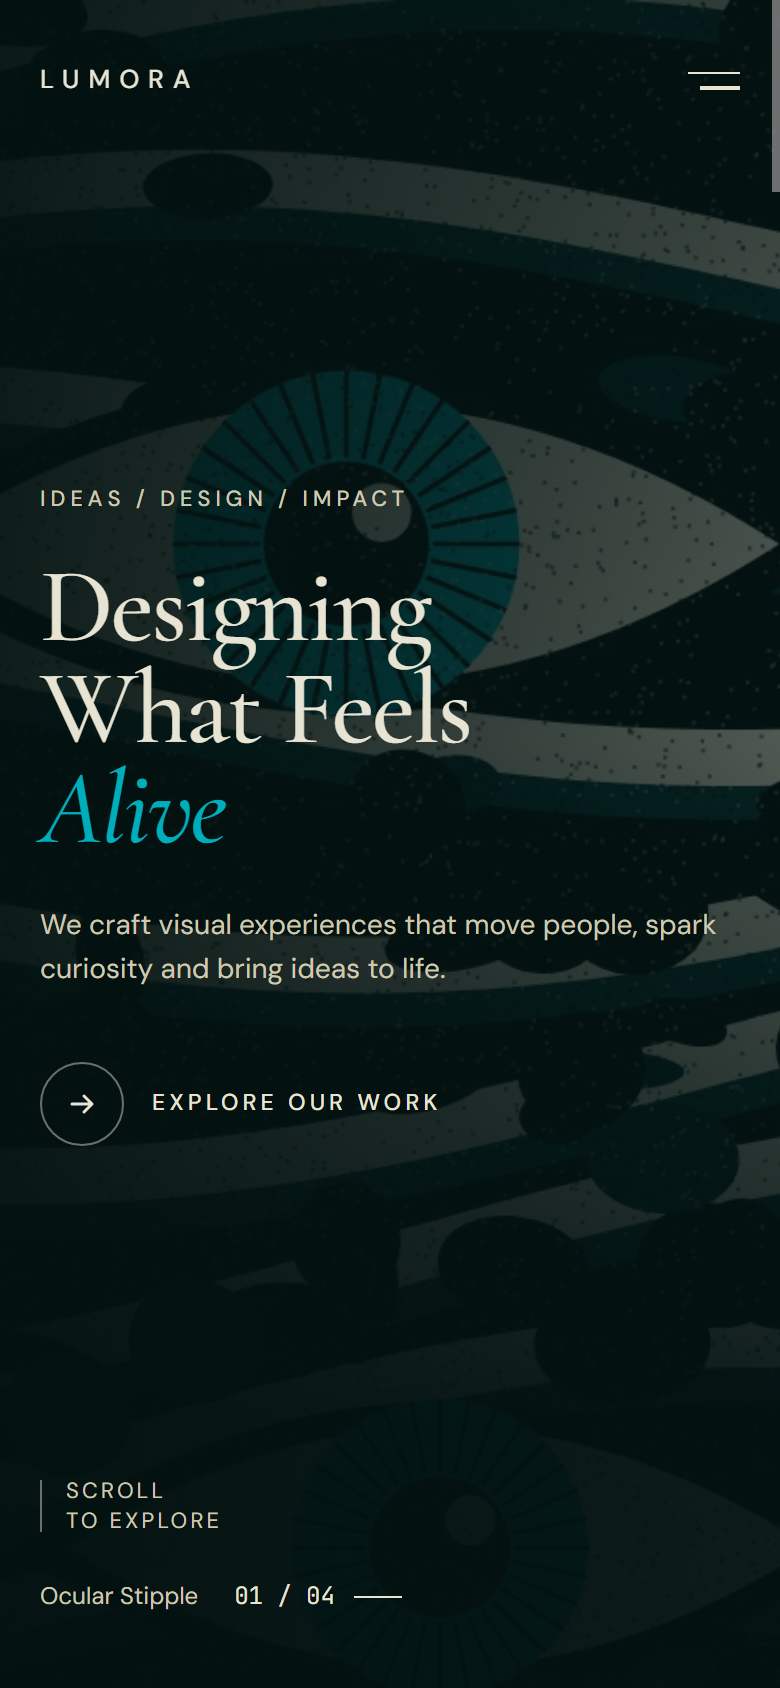 LUMORA
IDEAS / DESIGN / IMPACT
Designing
What Feels
Alive
We craft visual experiences that move people, spark
curiosity and bring ideas to life.
EXPLORE OUR WORK
SCROLL
TO EXPLORE
Ocular Stipple 01 / 04